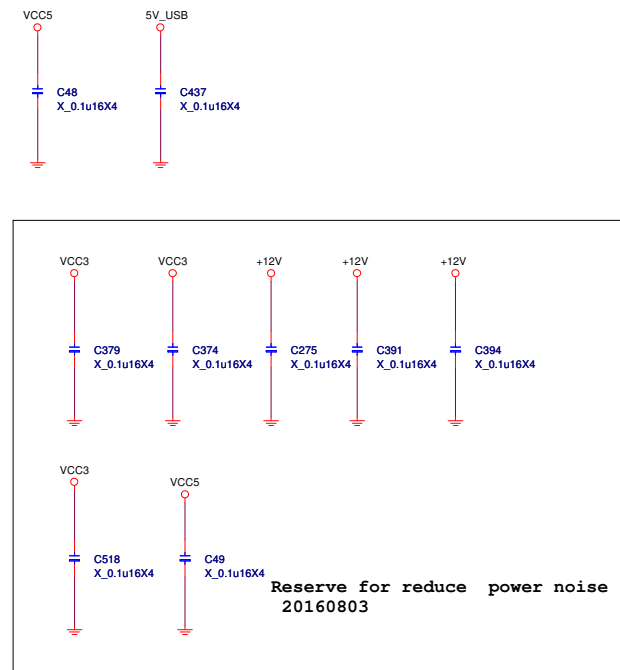 VCC5 5V_USB
C48 C437
X_0.1u16X4 X_0.1u16X4
VCC3 VCC3 +12V +12V +12V
C379 C374 C275 C391 C394
X_0.1u16X4 X_0.1u16X4 X_0.1u16X4 X_0.1u16X4 X_0.1u16X4
VCC3 VCC5
C518 C49
X_0.1u16X4 X_0.1u16X4
Reserve for reduce power noise
20160803